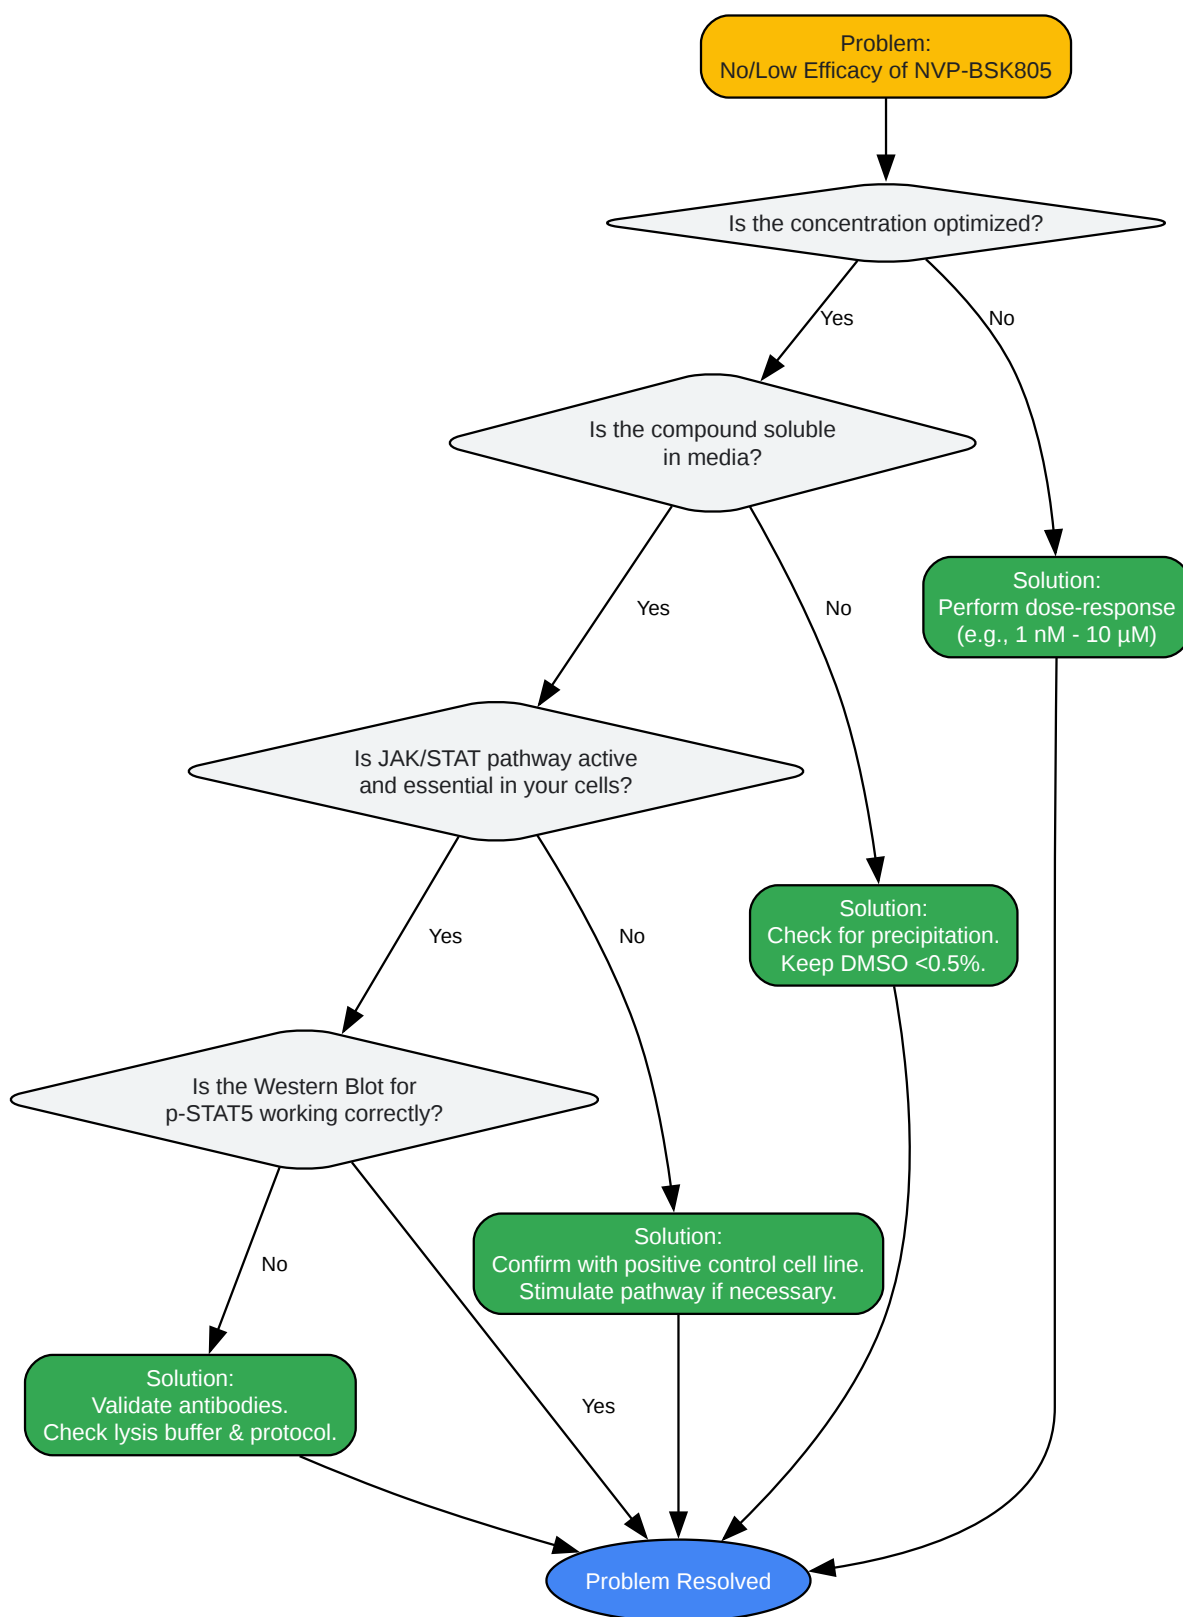 Problem:
No/Low Efficacy of NVP-BSK805
Is the concentration optimized?
Yes
No
Is the compound soluble
in media?
Yes
No
Solution:
Perform dose-response
(e.g., 1 nM - 10 µM)
Is JAK/STAT pathway active
and essential in your cells?
Yes
No
Solution:
Check for precipitation.
Keep DMSO <0.5%.
Is the Western Blot for
p-STAT5 working correctly?
No
Yes
Solution:
Confirm with positive control cell line.
Stimulate pathway if necessary.
Solution:
Validate antibodies.
Check lysis buffer & protocol.
Problem Resolved